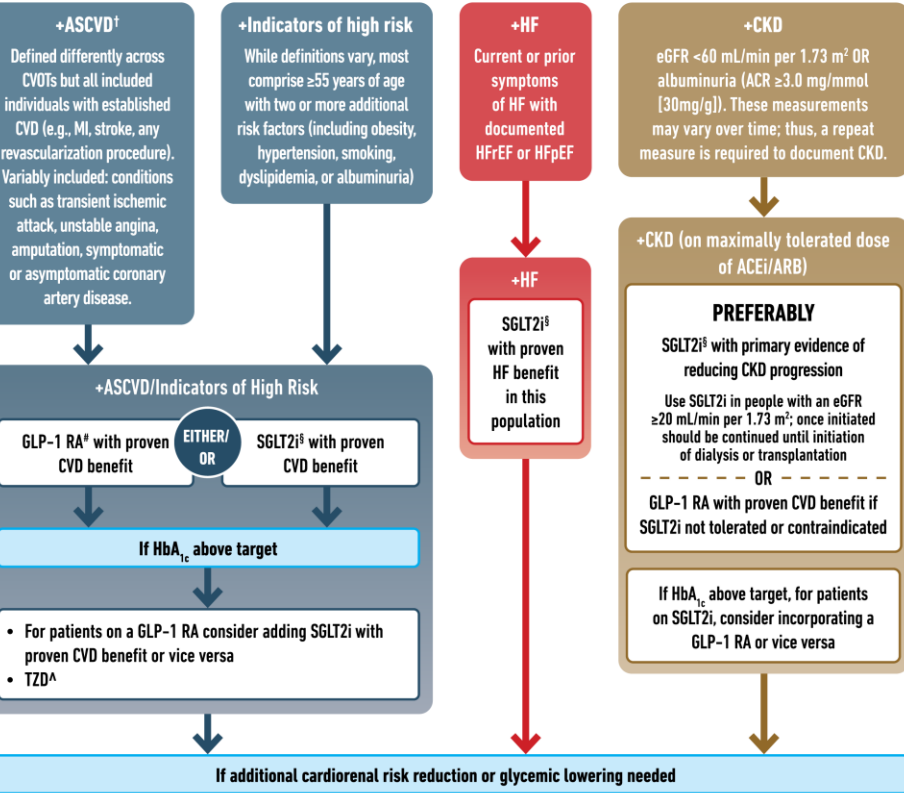 +ASCVD†
Defined differently across
CVOTs but all included
individuals with established
CVD (e.g., MI, stroke, any
revascularization procedure).
Variably included: conditions
such as transient ischemic
attack, unstable angina,
amputation, symptomatic
or asymptomatic coronary
artery disease.
+Indicators of high risk
While definitions vary, most
comprise ≥55 years of age
with two or more additional
risk factors (including obesity,
hypertension, smoking,
dyslipidemia, or albuminuria)
+ASCVD/Indicators of High Risk
GLP-1 RA# with proven
CVD benefit
EITHER/
OR
SGLT2i§ with proven
CVD benefit
If HbA1c above target
• For patients on a GLP-1 RA consider adding SGLT2i with
proven CVD benefit or vice versa
• TZD^
+HF
Current or prior
symptoms
of HF with
documented
HFrEF or HFpEF
+HF
SGLT2i§
with proven
HF benefit
in this
population
+CKD
eGFR <60 mL/min per 1.73 m² OR
albuminuria (ACR ≥3.0 mg/mmol
[30mg/g]). These measurements
may vary over time; thus, a repeat
measure is required to document CKD.
+CKD (on maximally tolerated dose
of ACEi/ARB)
PREFERABLY
SGLT2i§ with primary evidence of
reducing CKD progression
Use SGLT2i in people with an eGFR
≥20 mL/min per 1.73 m²; once initiated
should be continued until initiation
of dialysis or transplantation
OR
GLP-1 RA with proven CVD benefit if
SGLT2i not tolerated or contraindicated
If HbA1c above target, for patients
on SGLT2i, consider incorporating a
GLP-1 RA or vice versa
If additional cardiorenal risk reduction or glycemic lowering needed